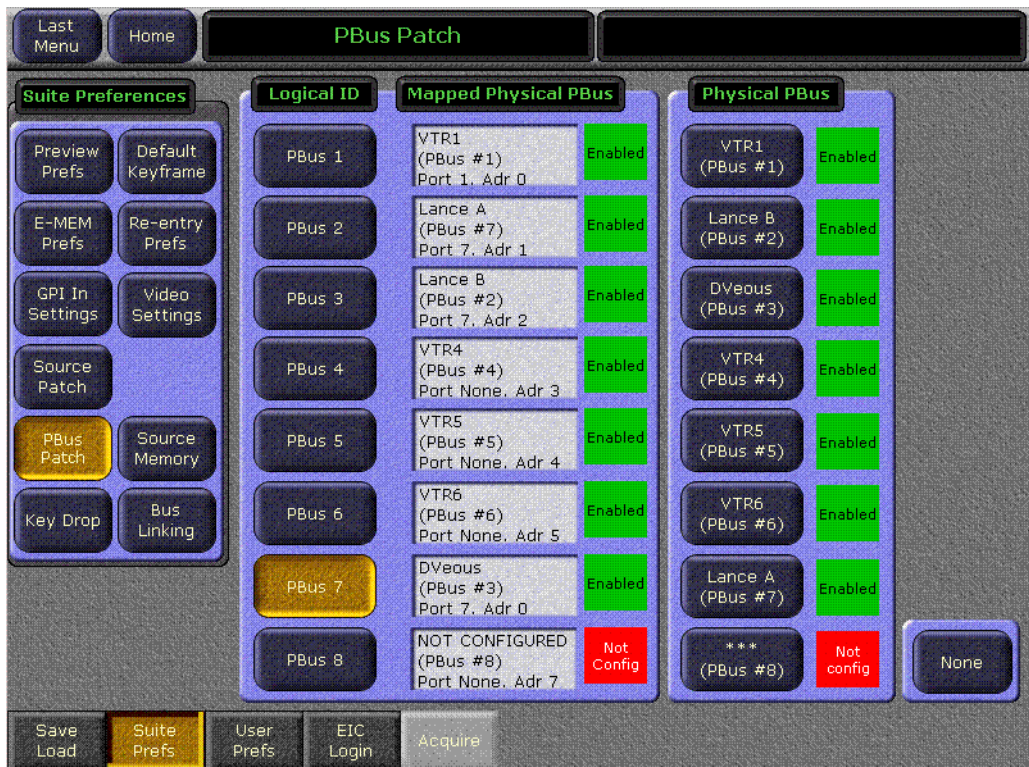 Last
Menu
Home
PBus Patch
Suite Preferences
Preview
Prefs
Default
Keyframe
E-MEM
Prefs
Re-entry
Prefs
GPI In
Settings
Video
Settings
Source
Patch
PBus
Patch
Source
Memory
Key Drop
Bus
Linking
Logical ID
Mapped Physical PBus
PBus 1
VTR1
(PBus #1)
Port 1, Adr 0
Enabled
PBus 2
Lance A
(PBus #7)
Port 7, Adr 1
Enabled
PBus 3
Lance B
(PBus #2)
Port 7, Adr 2
Enabled
PBus 4
VTR4
(PBus #4)
Port None, Adr 3
Enabled
PBus 5
VTR5
(PBus #5)
Port None, Adr 4
Enabled
PBus 6
VTR6
(PBus #6)
Port None, Adr 5
Enabled
PBus 7
DVeous
(PBus #3)
Port 7, Adr 0
Enabled
PBus 8
NOT CONFIGURED
(PBus #8)
Port None, Adr 7
Not
Config
Physical PBus
VTR1
(PBus #1)
Enabled
Lance B
(PBus #2)
Enabled
DVeous
(PBus #3)
Enabled
VTR4
(PBus #4)
Enabled
VTR5
(PBus #5)
Enabled
VTR6
(PBus #6)
Enabled
Lance A
(PBus #7)
Enabled
***
(PBus #8)
Not
config
None
Save
Load
Suite
Prefs
User
Prefs
EIC
Login
Acquire